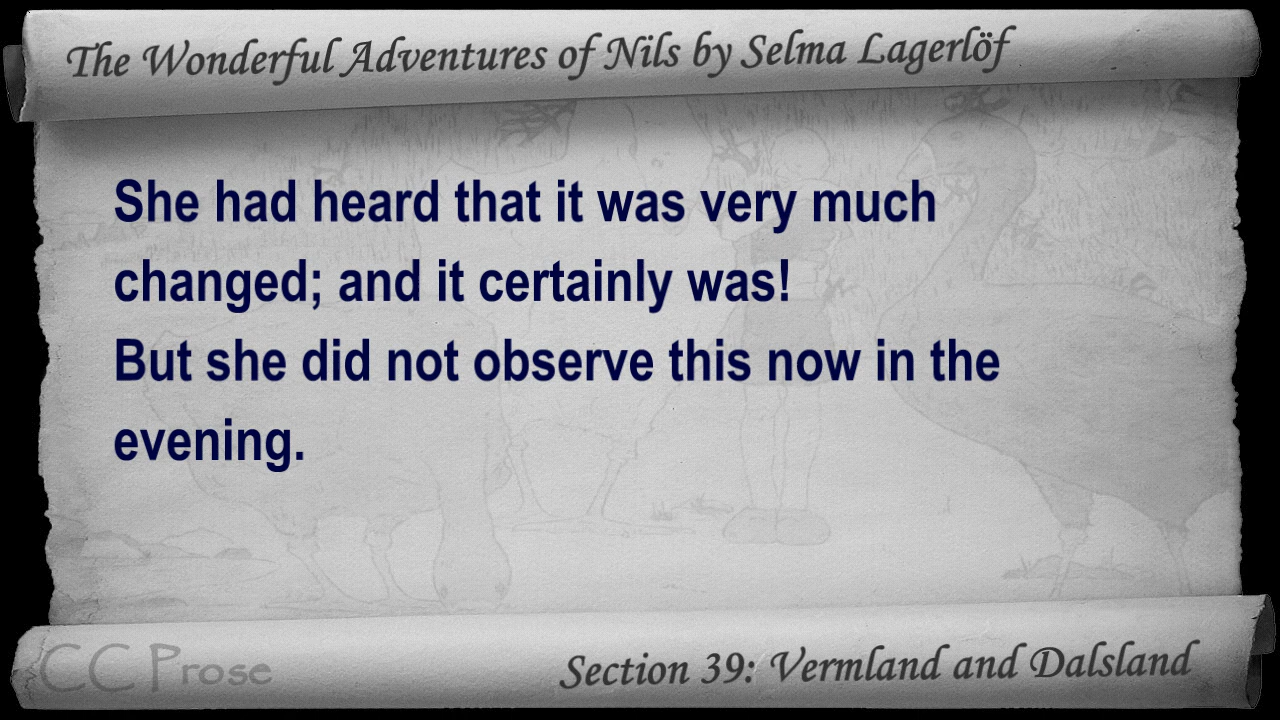 The Wonderful Adventures of Nils by Selma Lagerlöf
She had heard that it was very much
changed; and it certainly was!
But she did not observe this now in the
evening.
CC Prose
Section 39: Vermland and Dalsland